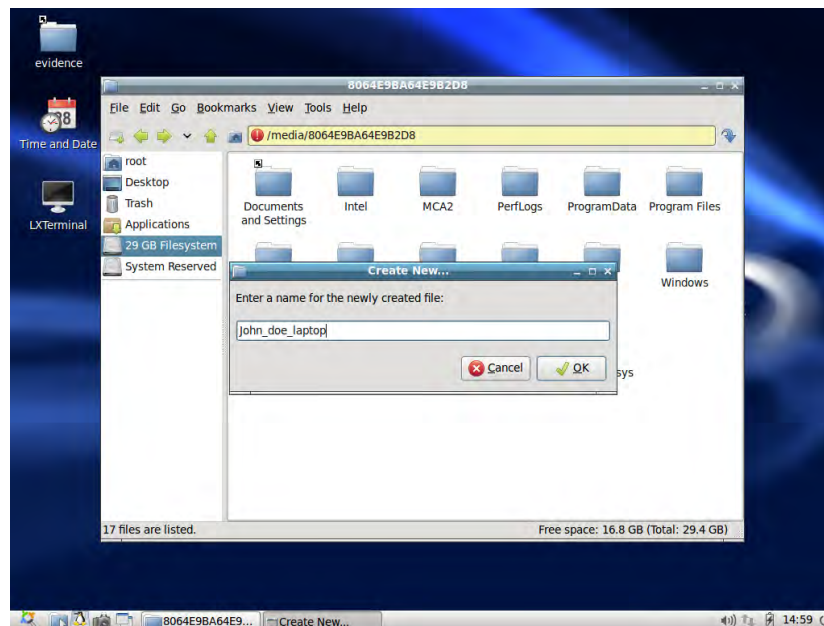 evidence
8064E9BA64E9B2D8
File Edit Go Bookmarks View Tools Help
28
/media/8064E9BA64E9B2D8
Time and Date
root
Desktop
Trash
Applications
29 GB Filesystem
System Reserved
LXTerminal
Documents
and Settings
Intel
MCA2
PerfLogs
ProgramData
Program Files
Windows
Create New...
Enter a name for the newly created file:
John_doe_laptop
Cancel
OK
sys
17 files are listed.
Free space: 16.8 GB (Total: 29.4 GB)
8064E9BA64E9...
Create New...
14:59